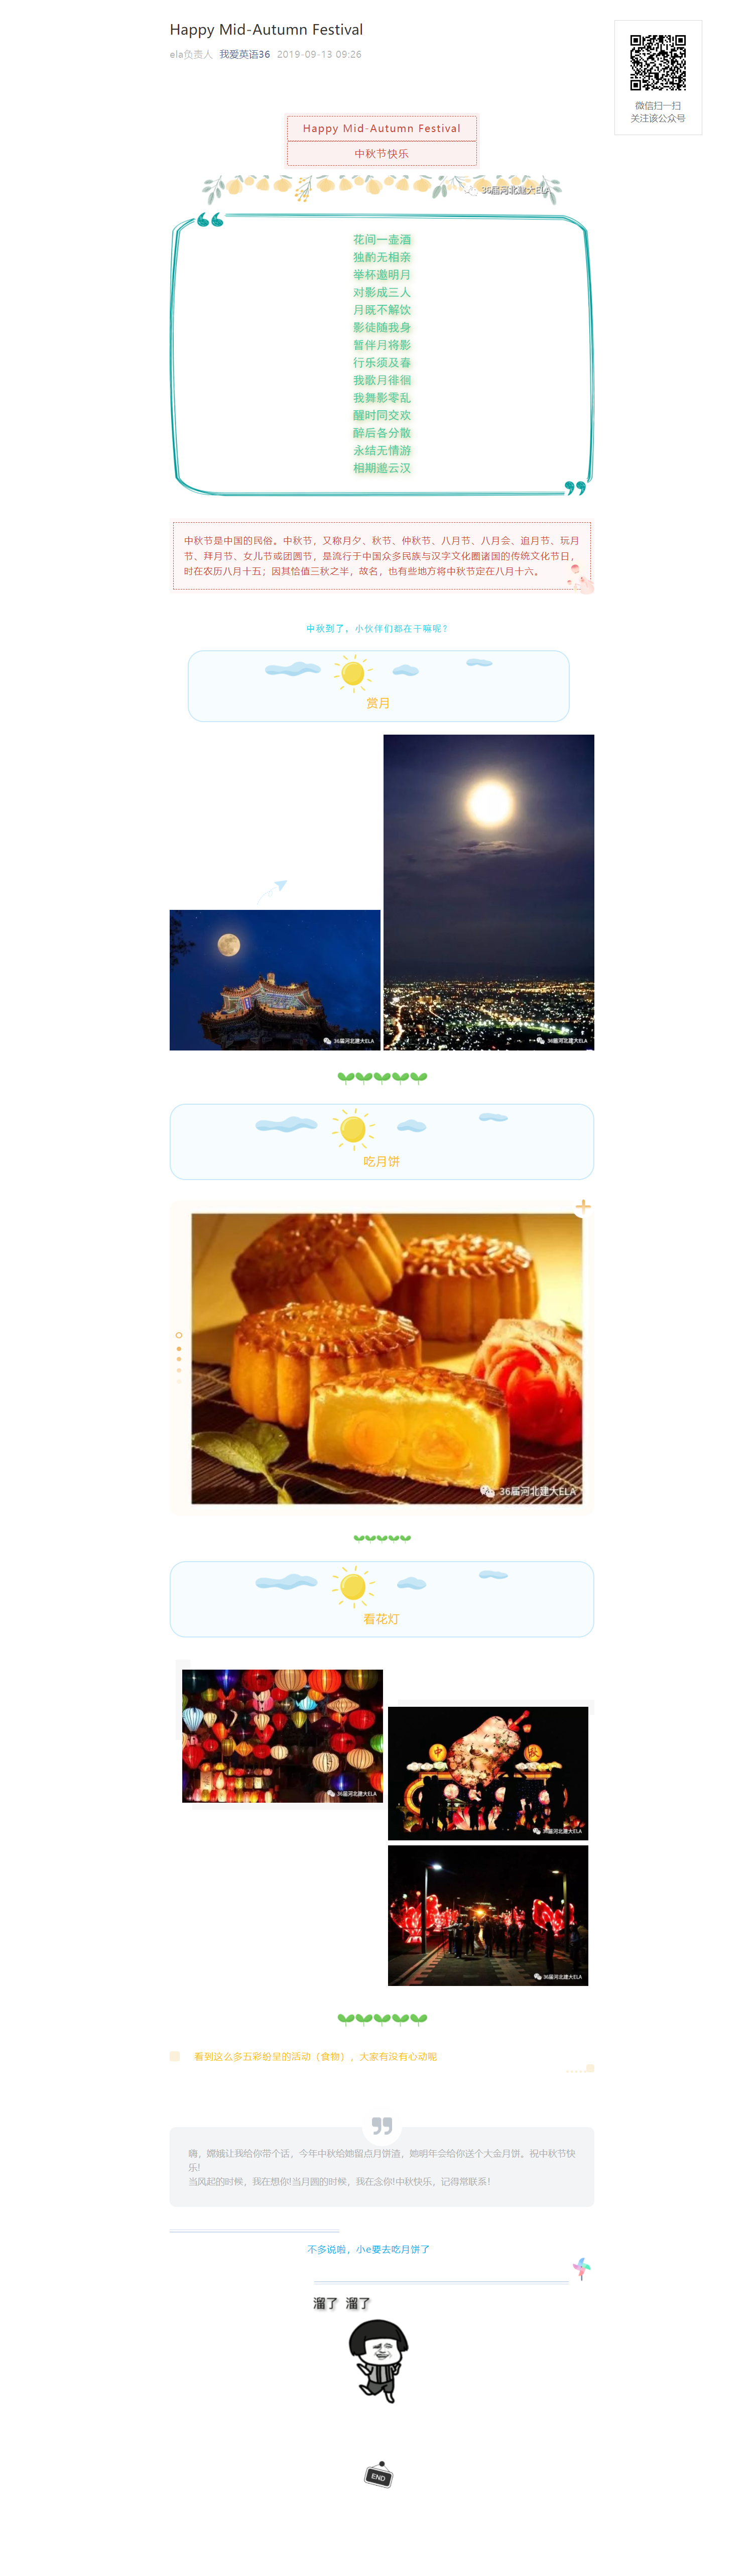 Happy Mid-Autumn Festival
ela负责人 我爱英语36 2019-09-13 09:26
微信扫一扫
关注该公众号
Happy Mid-Autumn Festival
中秋节快乐
36届河北建大ELA
花间一壶酒
独酌无相亲
举杯邀明月
对影成三人
月既不解饮
影徒随我身
暂伴月将影
行乐须及春
我歌月徘徊
我舞影零乱
醒时同交欢
醉后各分散
永结无情游
相期邈云汉
中秋节是中国的民俗。中秋节，又称月夕、秋节、仲秋节、八月节、八月会、追月节、玩月
节、拜月节、女儿节或团圆节，是流行于中国众多民族与汉字文化圈诸国的传统文化节日，
时在农历八月十五；因其恰值三秋之半，故名，也有些地方将中秋节定在八月十六。
中秋到了，小伙伴们都在干嘛呢？
赏月
36届河北建大ELA
36届河北建大ELA
吃月饼
36届河北建大ELA
看花灯
36届河北建大ELA
中 秋
36届河北建大ELA
36届河北建大ELA
看到这么多五彩纷呈的活动（食物），大家有没有心动呢
嗨，嫦娥让我给你带个话，今年中秋给她留点月饼渣，她明年会给你送个大金月饼。祝中秋节快
乐!
当风起的时候，我在想你!当月圆的时候，我在念你!中秋快乐，记得常联系！
不多说啦，小e要去吃月饼了
溜了 溜了
END